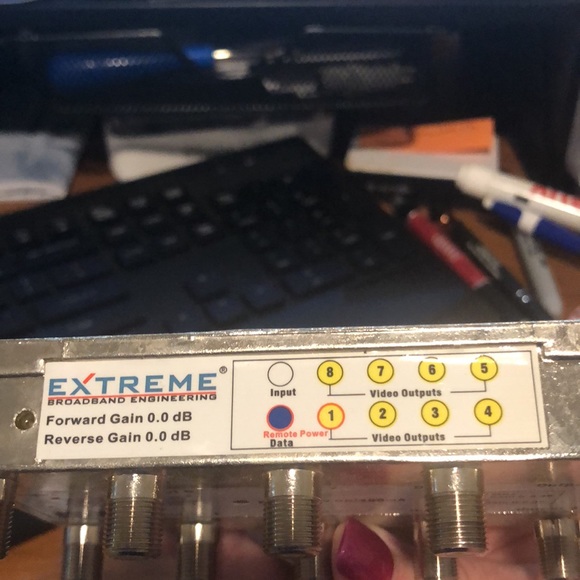 EXTREME®
BROADBAND ENGINEERING
Forward Gain 0.0 dB
Reverse Gain 0.0 dB
Input
8 7 6 5
Video Outputs
1 2 3 4
Remote Power
Data
Video Outputs